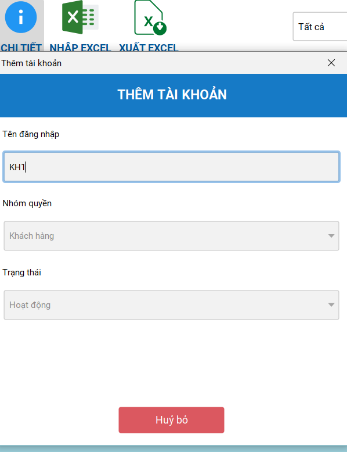 CHI TIẾT NHẬP EXCEL XUẤT EXCEL
Tất cả
Thêm tài khoản
THÊM TÀI KHOẢN
Tên đăng nhập
KH1
Nhóm quyền
Khách hàng
Trạng thái
Hoạt động
Huỷ bỏ